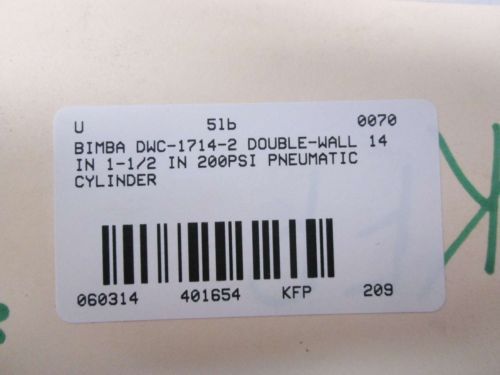 U 5lb 0070
BIMBA DWC-1714-2 DOUBLE-WALL 14
IN 1-1/2 IN 200PSI PNEUMATIC
CYLINDER
060314 401654 KFP 209